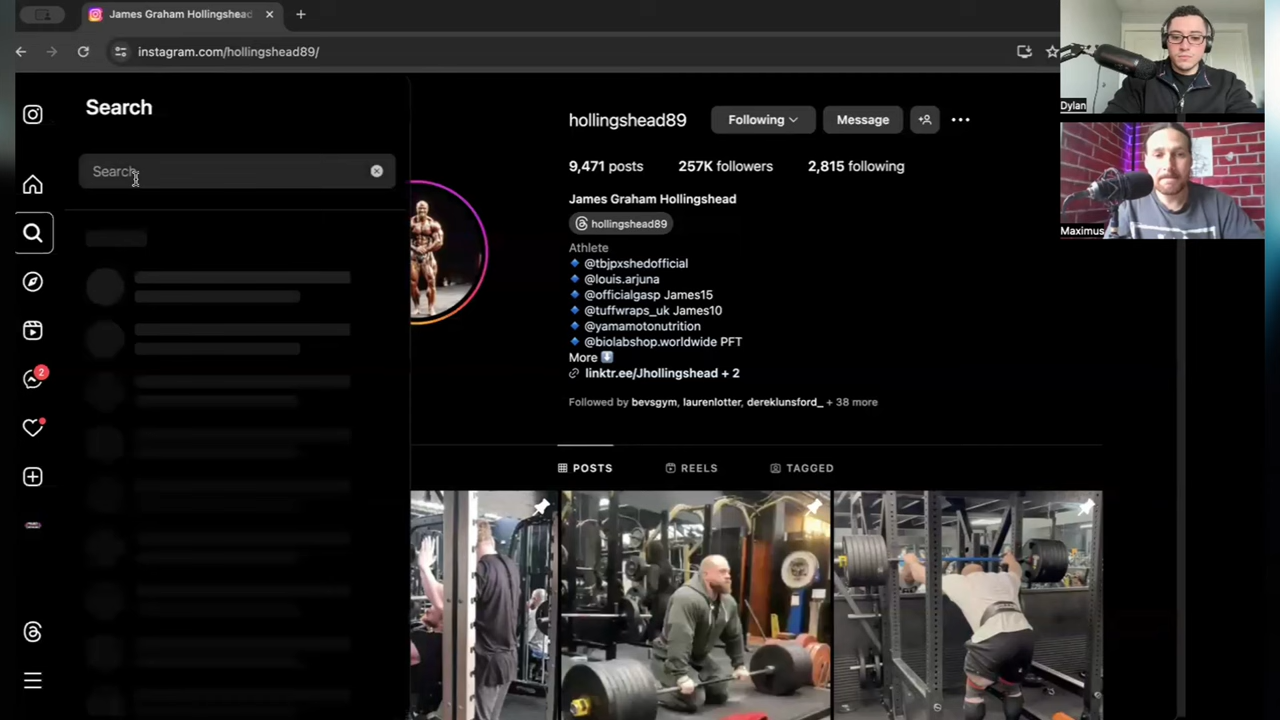 James Graham Hollingshead
instagram.com/hollingshead89/
Search
Search
2
hollingshead89
Following
Message
9,471 posts
257K followers
2,815 following
James Graham Hollingshead
hollingshead89
Athlete
🔹 @tbjpxshedofficial
🔹 @louis.arjuna
🔹 @officialgasp James15
🔹 @tuffwraps_uk James10
🔹 @yamamotonutrition
🔹 @biolabshop.worldwide PFT
More ⬇️
linktr.ee/Jhollingshead + 2
Followed by bevsgym, laurenlotter, dereklunsford_ + 38 more
POSTS
REELS
TAGGED
Dylan
Maximus